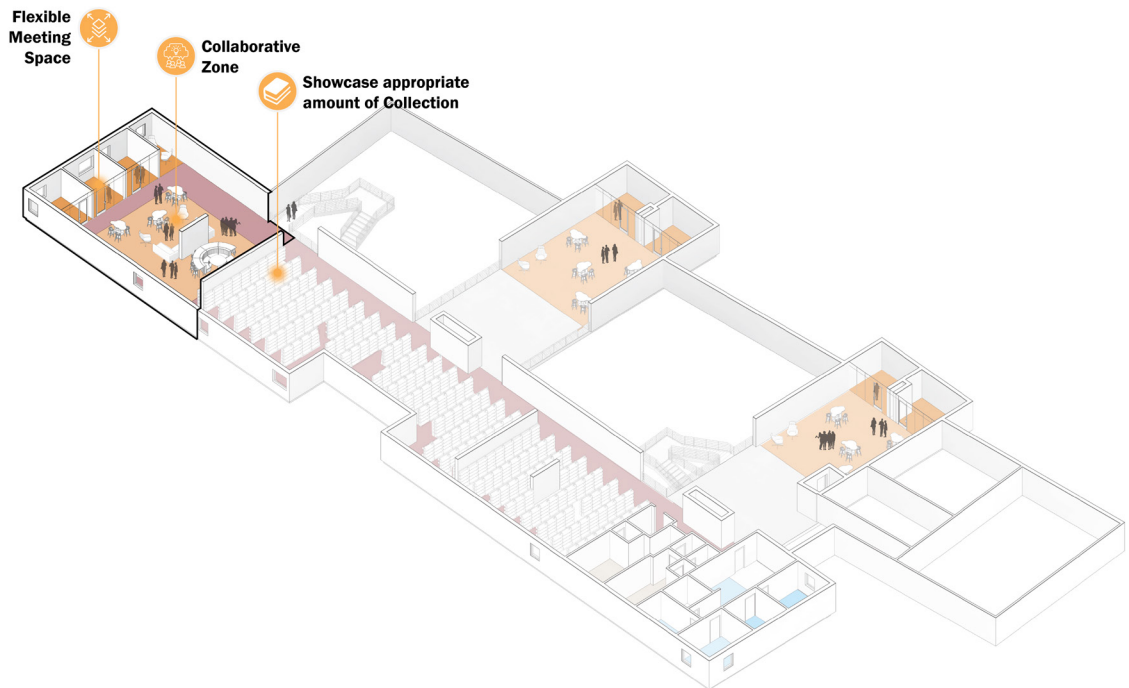 Flexible
Meeting
Space
Collaborative
Zone
Showcase appropriate
amount of Collection